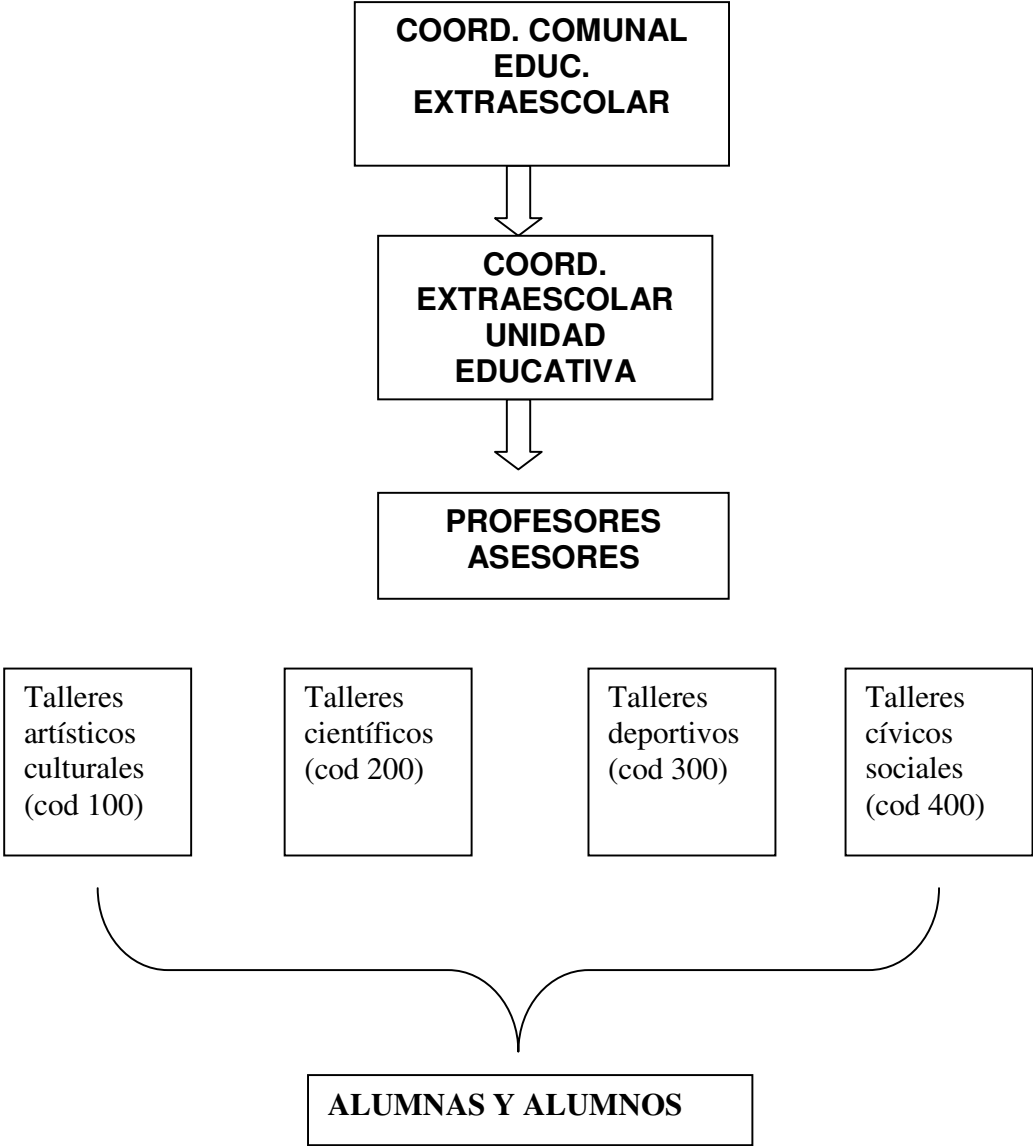 COORD. COMUNAL
EDUC.
EXTRAESCOLAR
COORD.
EXTRAESCOLAR
UNIDAD
EDUCATIVA
PROFESORES
ASESORES
Talleres
artísticos
culturales
(cod 100)
Talleres
científicos
(cod 200)
Talleres
deportivos
(cod 300)
Talleres
cívicos
sociales
(cod 400)
ALUMNAS Y ALUMNOS